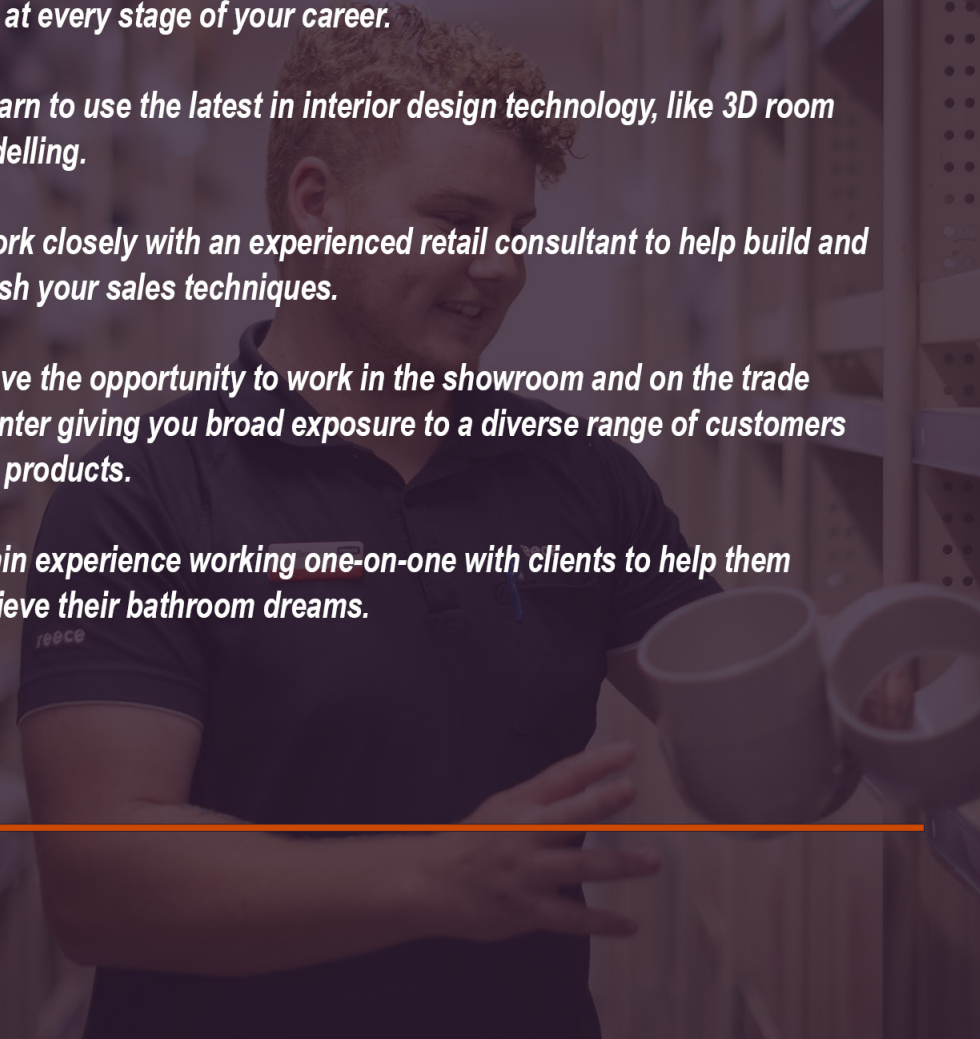 at every stage of your career.
arn to use the latest in interior design technology, like 3D room
delling.
ork closely with an experienced retail consultant to help build and
sh your sales techniques.
ve the opportunity to work in the showroom and on the trade
nter giving you broad exposure to a diverse range of customers
products.
in experience working one-on-one with clients to help them
ieve their bathroom dreams.
reece